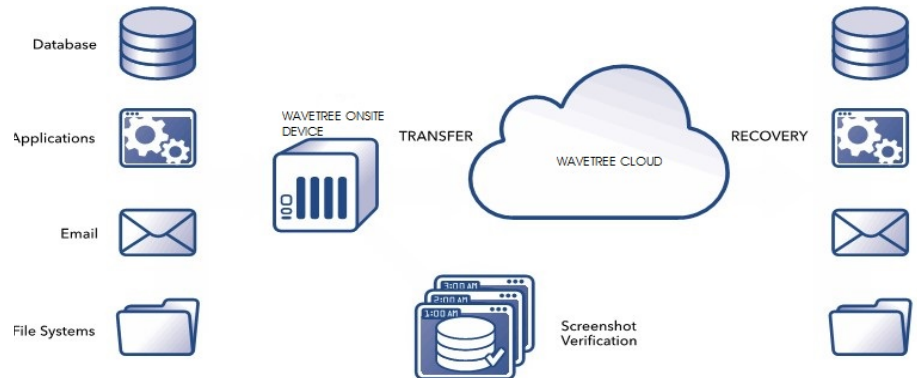 Database
Applications
Email
File Systems
WAVETREE ONSITE
DEVICE
TRANSFER
WAVETREE CLOUD
RECOVERY
3:00 AM
2:00 AM
1:00 AM
Screenshot
Verification